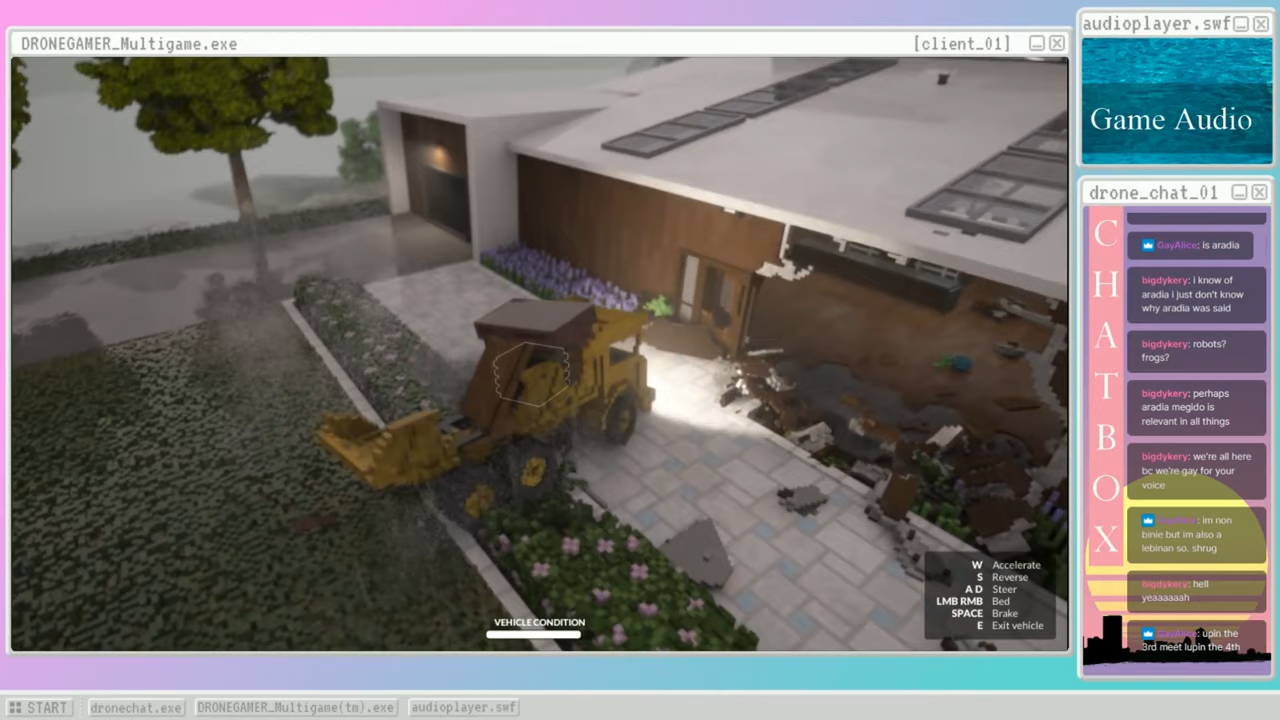 DRONEGAMER_Multigame.exe
[client_01]
audioplayer.swf
Game Audio
drone_chat_01
CHATBOX
GayAlice: is aradia
bigdykery: i know of
aradia i just don't know
why aradia was said
bigdykery: robots?
frogs?
bigdykery: perhaps
aradia megido is
relevant in all things
bigdykery: we're all here
bc we're gay for your
voice
GayAlice: im non
binie but im also a
lebinan so. shrug
bigdykery: hell
yeaaaaaah
GayAlice: upin the
3rd meet lupin the 4th
W Accelerate
S Reverse
A D Steer
LMB RMB Bed
SPACE Brake
E Exit vehicle
VEHICLE CONDITION
START
dronechat.exe
DRONEGAMER_Multigame(tm).exe
audioplayer.swf